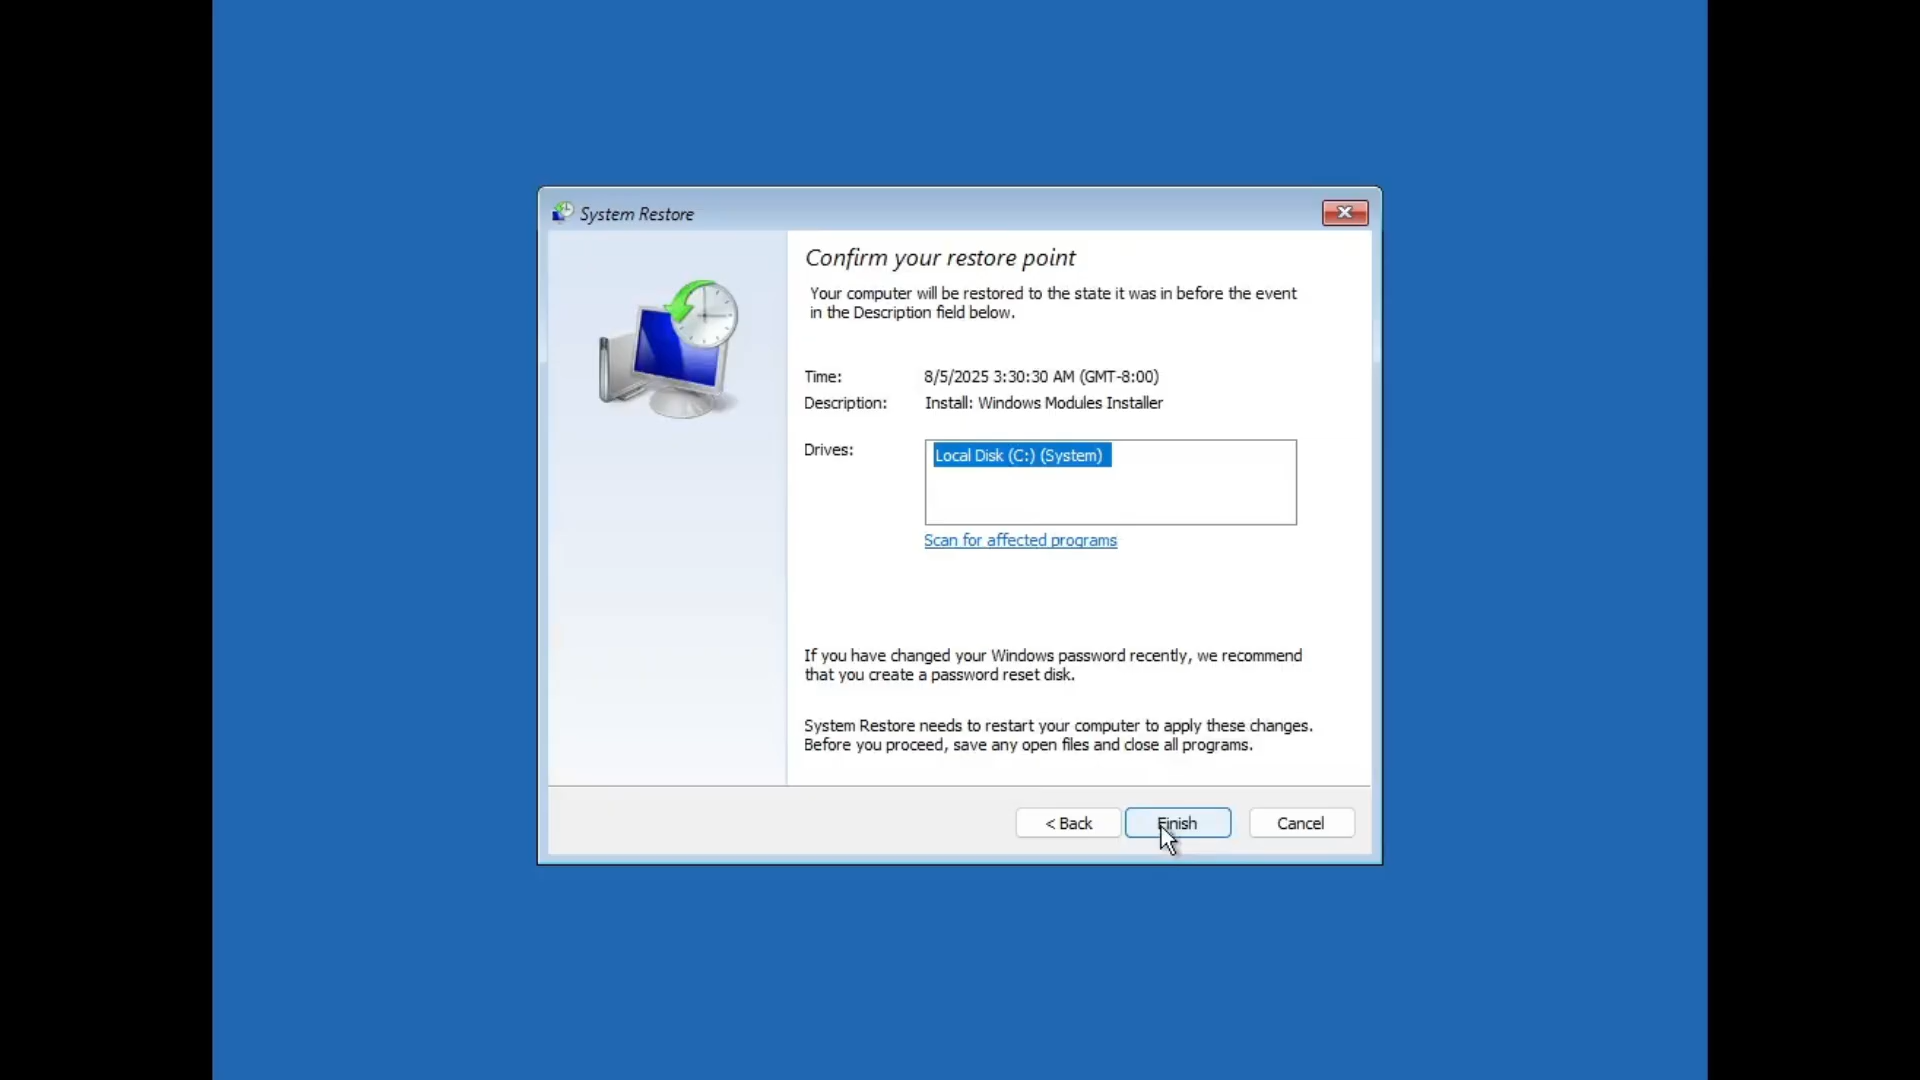 System Restore
Confirm your restore point
Your computer will be restored to the state it was in before the event
in the Description field below.
Time: 8/5/2025 3:30:30 AM (GMT-8:00)
Description: Install: Windows Modules Installer
Drives: Local Disk (C:) (System)
Scan for affected programs
If you have changed your Windows password recently, we recommend
that you create a password reset disk.
System Restore needs to restart your computer to apply these changes.
Before you proceed, save any open files and close all programs.
< Back Finish Cancel